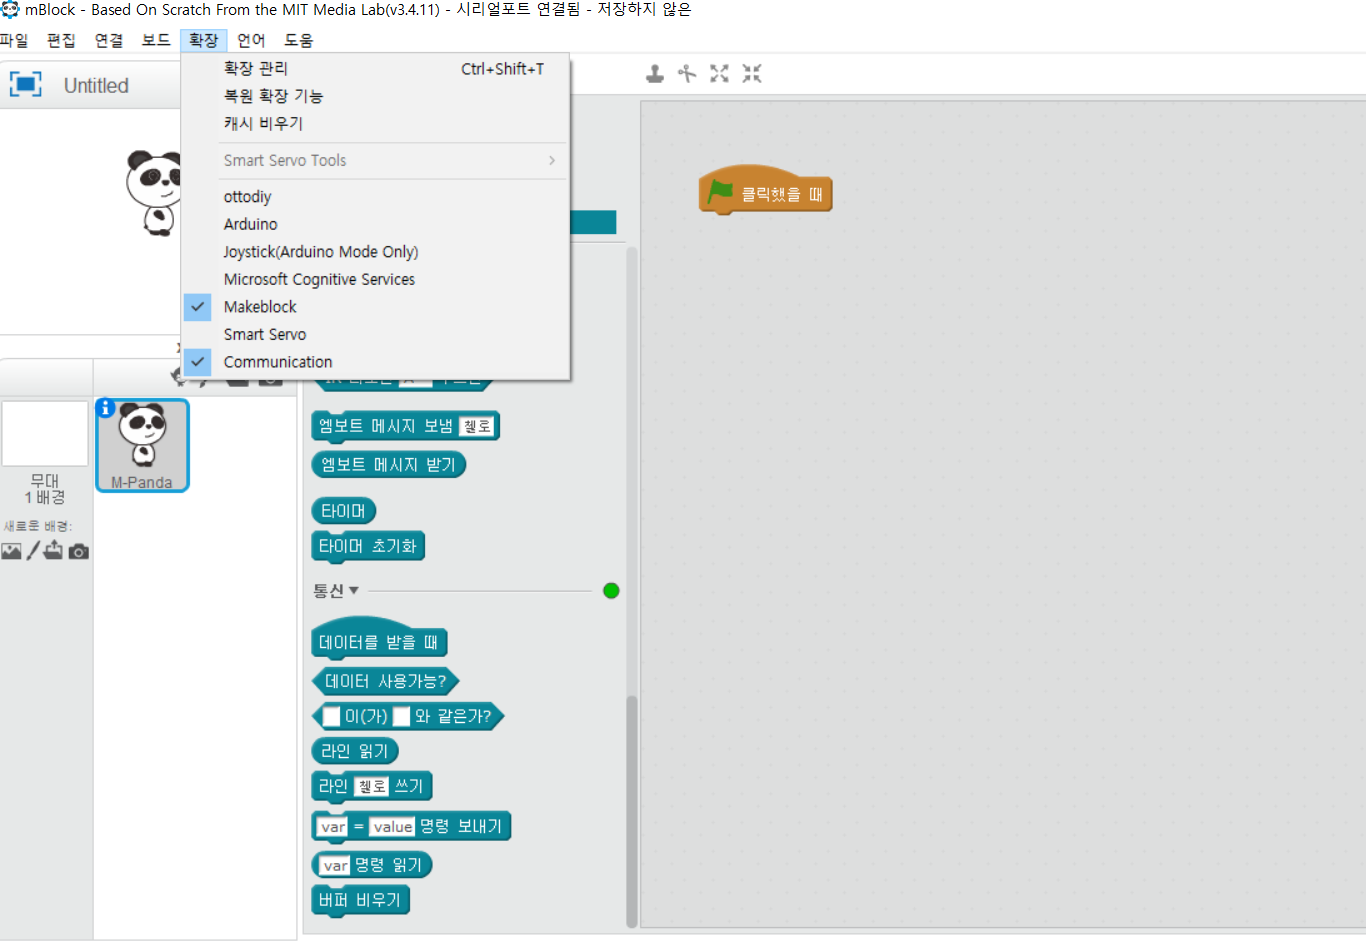 mBlock - Based On Scratch From the MIT Media Lab(v3.4.11) - 시리얼포트 연결됨 - 저장하지 않은
파일 편집 연결 보드 확장 언어 도움
Untitled
확장 관리 Ctrl+Shift+T
복원 확장 기능
캐시 비우기
Smart Servo Tools
ottodiy
Arduino
Joystick(Arduino Mode Only)
Microsoft Cognitive Services
Makeblock
Smart Servo
Communication
클릭했을 때
엠보트 메시지 보냄 첼로
엠보트 메시지 받기
타이머
타이머 초기화
통신
데이터를 받을 때
데이터 사용가능?
이(가) 와 같은가?
라인 읽기
라인 첼로 쓰기
var = value 명령 보내기
var 명령 읽기
버퍼 비우기
M-Panda
무대
1 배경
새로운 배경: